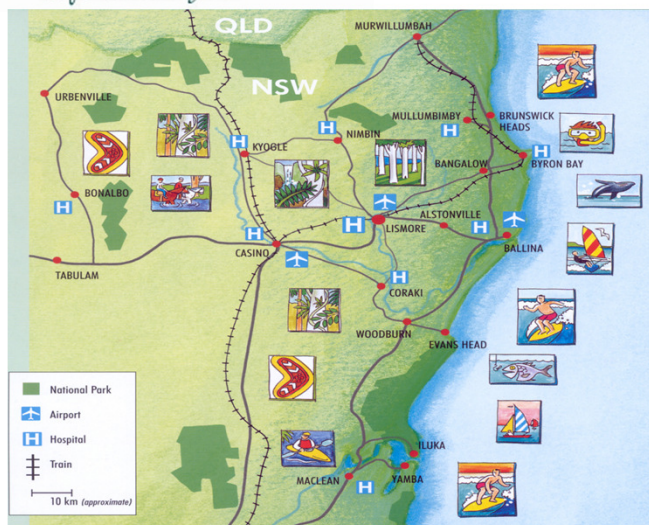 QLD
MURWILLUMBAH
NSW
URBENVILLE
MULLUMBIMBY
BRUNSWICK
HEADS
NIMBIN
KYOGLE
BANGALOW
BYRON BAY
BONALBO
LISMORE
ALSTONVILLE
BALLINA
CASINO
TABULAM
CORAKI
WOODBURN
EVANS HEAD
ILUKA
MACLEAN
YAMBA
National Park
Airport
H Hospital
Train
10 km (approximate)
H
H
H
H
H
H
H
H
H
H